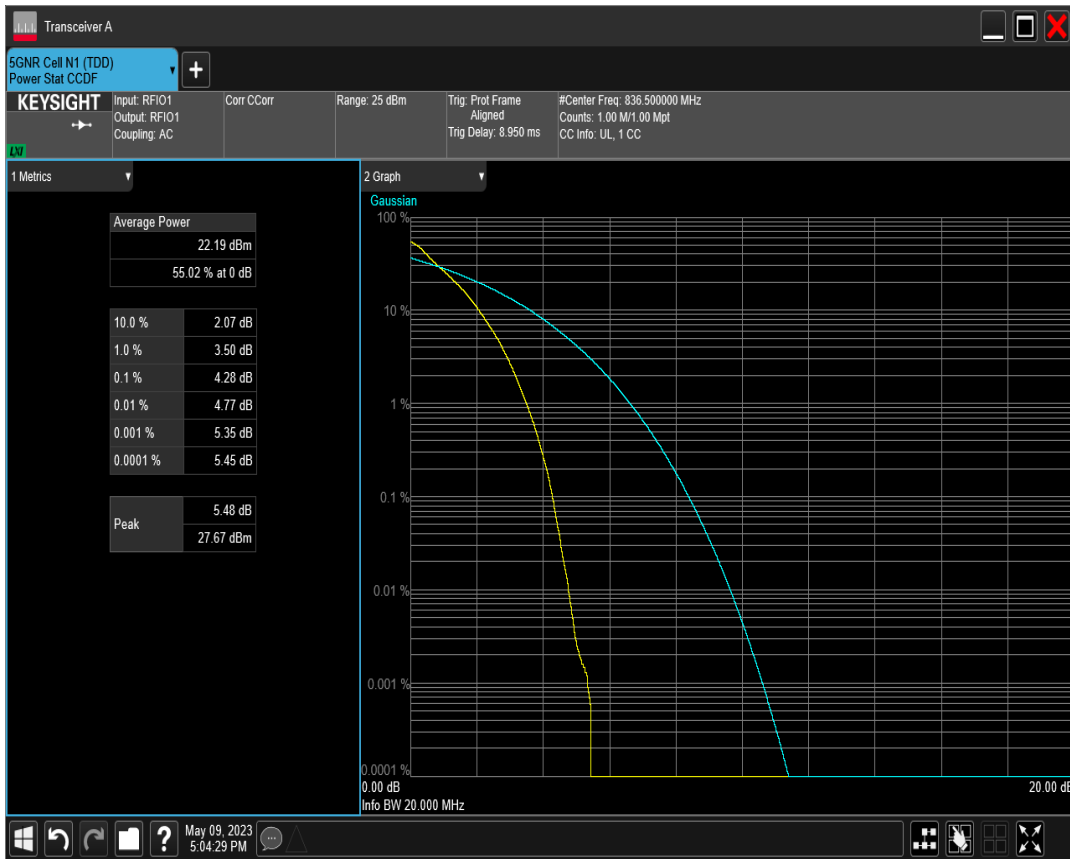 Transceiver A
5GNR Cell N1 (TDD)
Power Stat CCDF
+
KEYSIGHT
LXI
Input: RFIO1
Output: RFIO1
Coupling: AC
Corr CCorr
Range: 25 dBm
Trig: Prot Frame
Aligned
Trig Delay: 8.950 ms
#Center Freq: 836.500000 MHz
Counts: 1.00 M/1.00 Mpt
CC Info: UL, 1 CC
1 Metrics
Average Power
22.19 dBm
55.02 % at 0 dB
10.0 % 2.07 dB
1.0 % 3.50 dB
0.1 % 4.28 dB
0.01 % 4.77 dB
0.001 % 5.35 dB
0.0001 % 5.45 dB
Peak 5.48 dB
27.67 dBm
2 Graph
Gaussian
100 %
10 %
1 %
0.1 %
0.01 %
0.001 %
0.0001 %
0.00 dB 20.00 dB
Info BW 20.000 MHz
?
May 09, 2023
5:04:29 PM